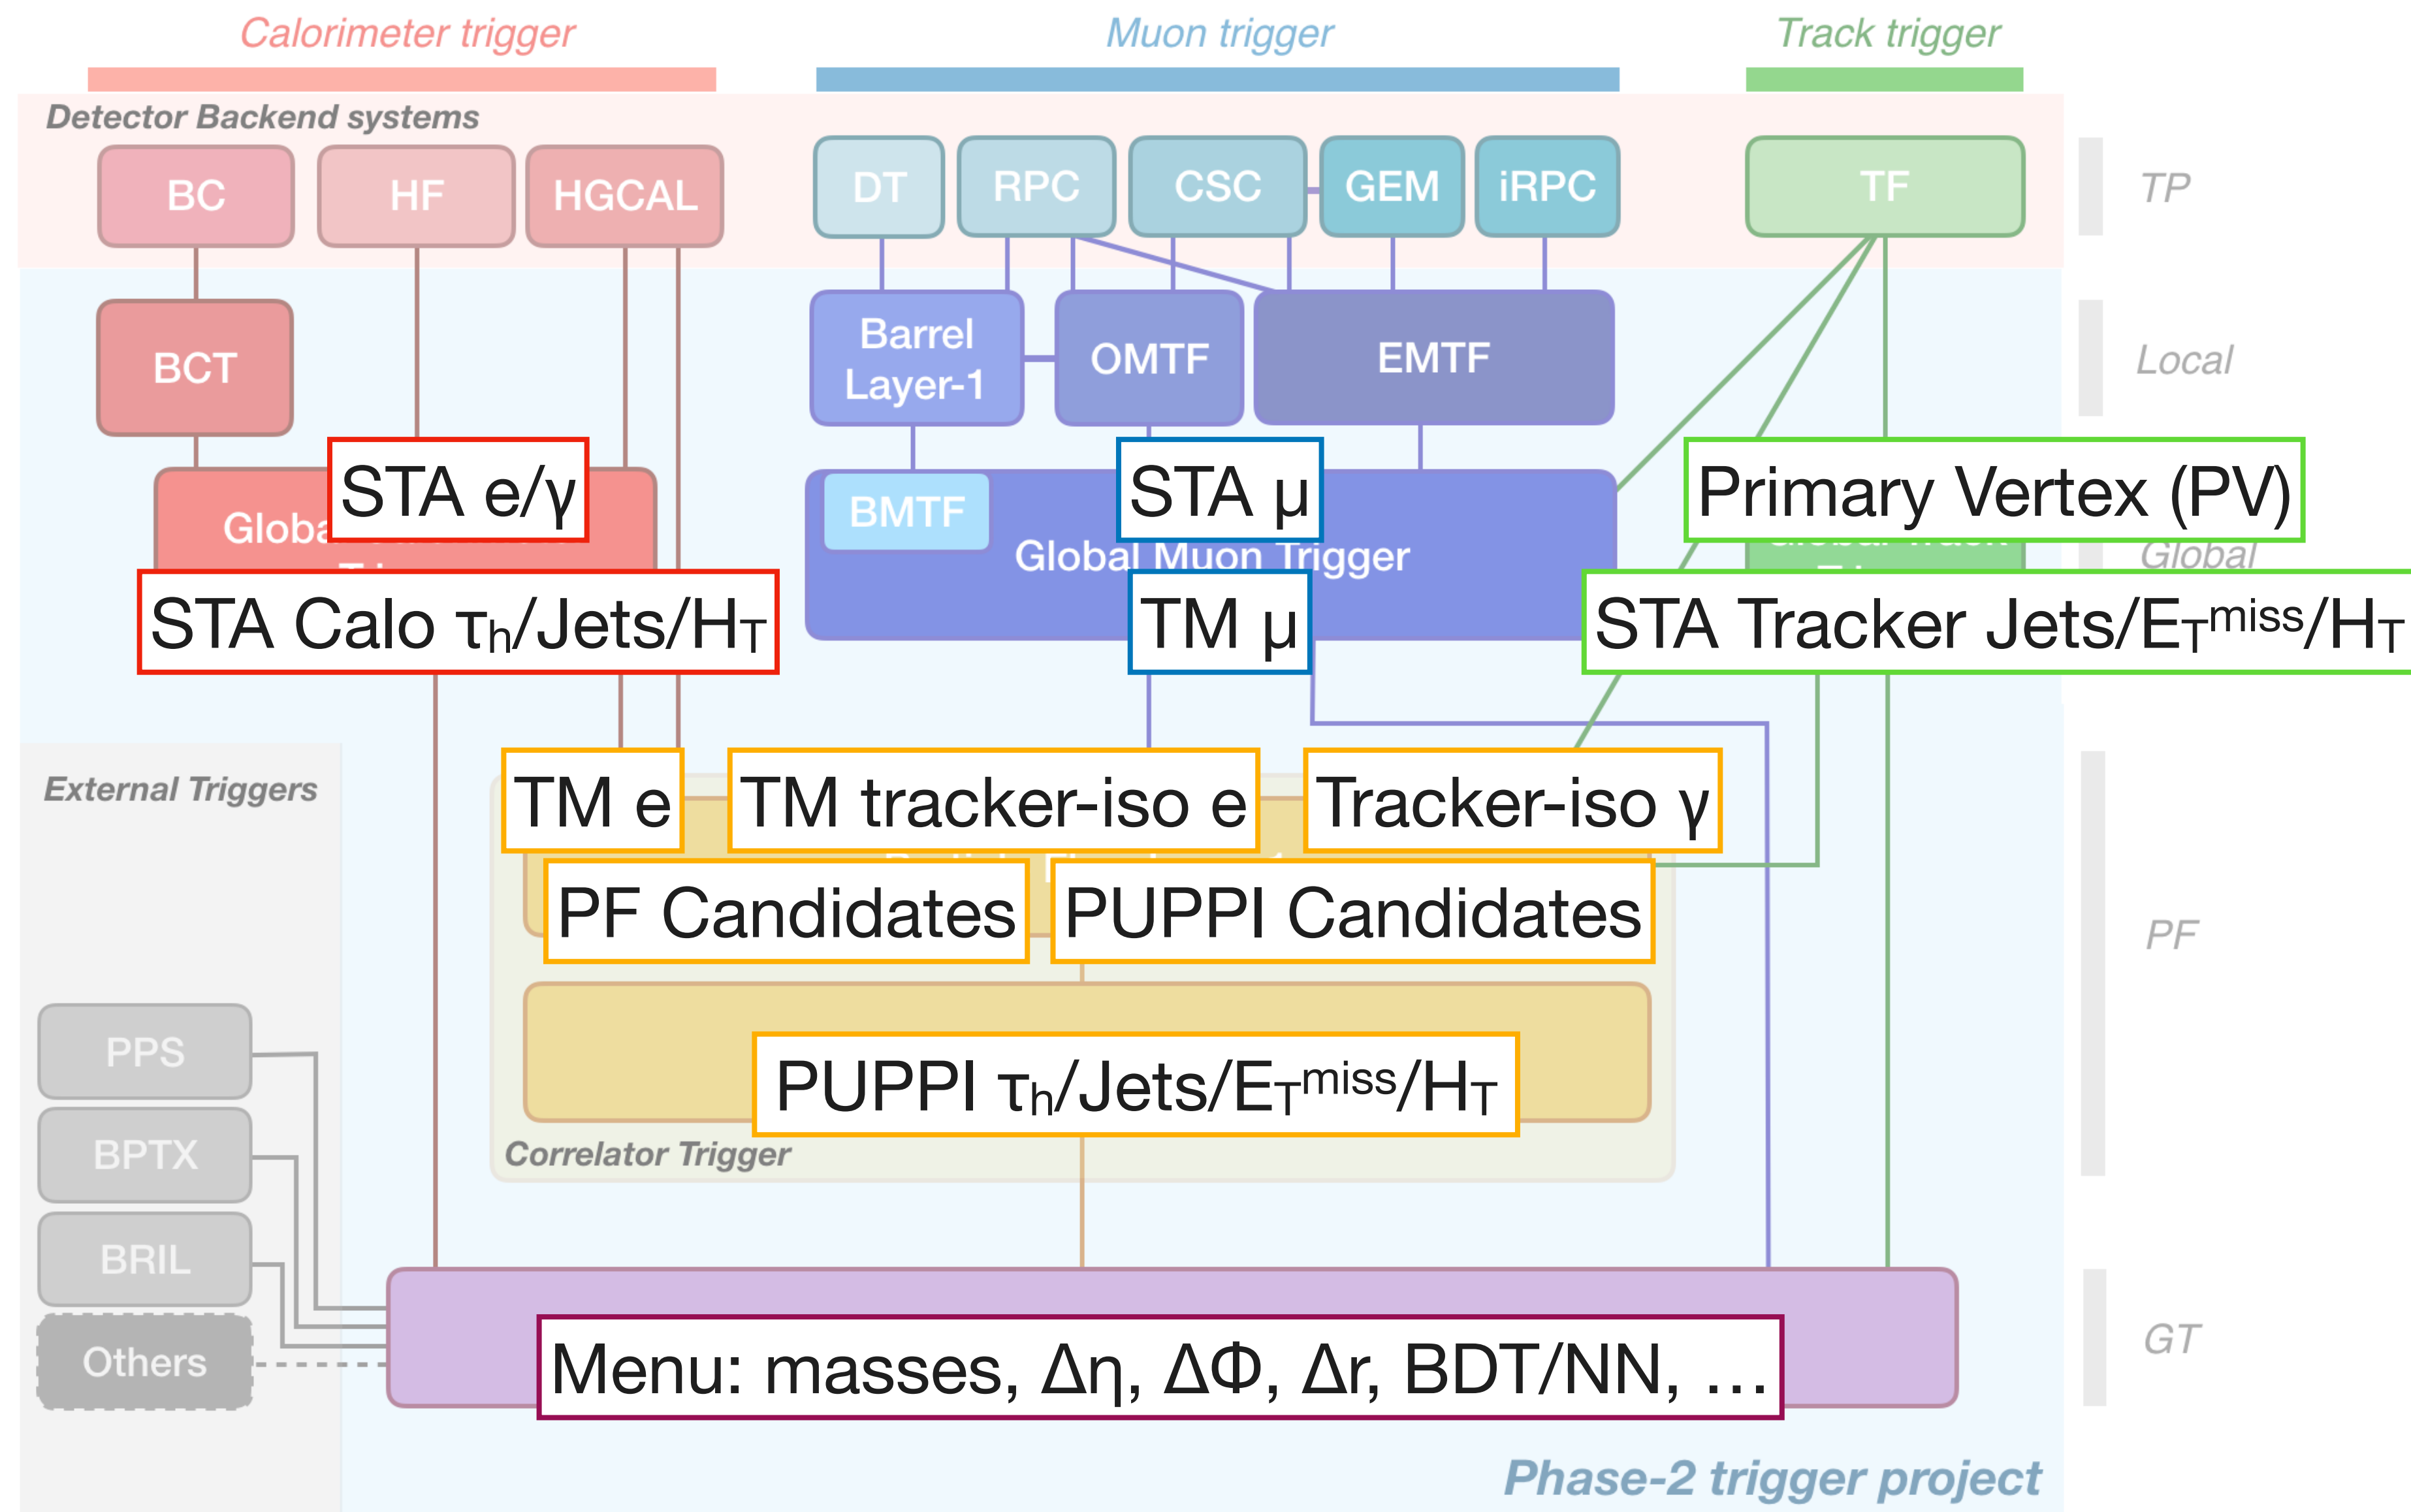 Calorimeter trigger
Muon trigger
Track trigger
Detector Backend systems
BC
HF
HGCAL
DT
RPC
CSC
GEM
iRPC
TF
TP
BCT
Barrel
Layer-1
OMTF
EMTF
Local
STA e/γ
BMTF
STA μ
Primary Vertex (PV)
Global Muon Trigger
Global
STA Calo τh/Jets/HT
TM μ
STA Tracker Jets/ETmiss/HT
External Triggers
TM e
TM tracker-iso e
Tracker-iso γ
PF Candidates
PUPPI Candidates
PF
PPS
PUPPI τh/Jets/ETmiss/HT
BPTX
Correlator Trigger
BRIL
Others
Menu: masses, Δη, ΔΦ, Δr, BDT/NN, …
GT
Phase-2 trigger project